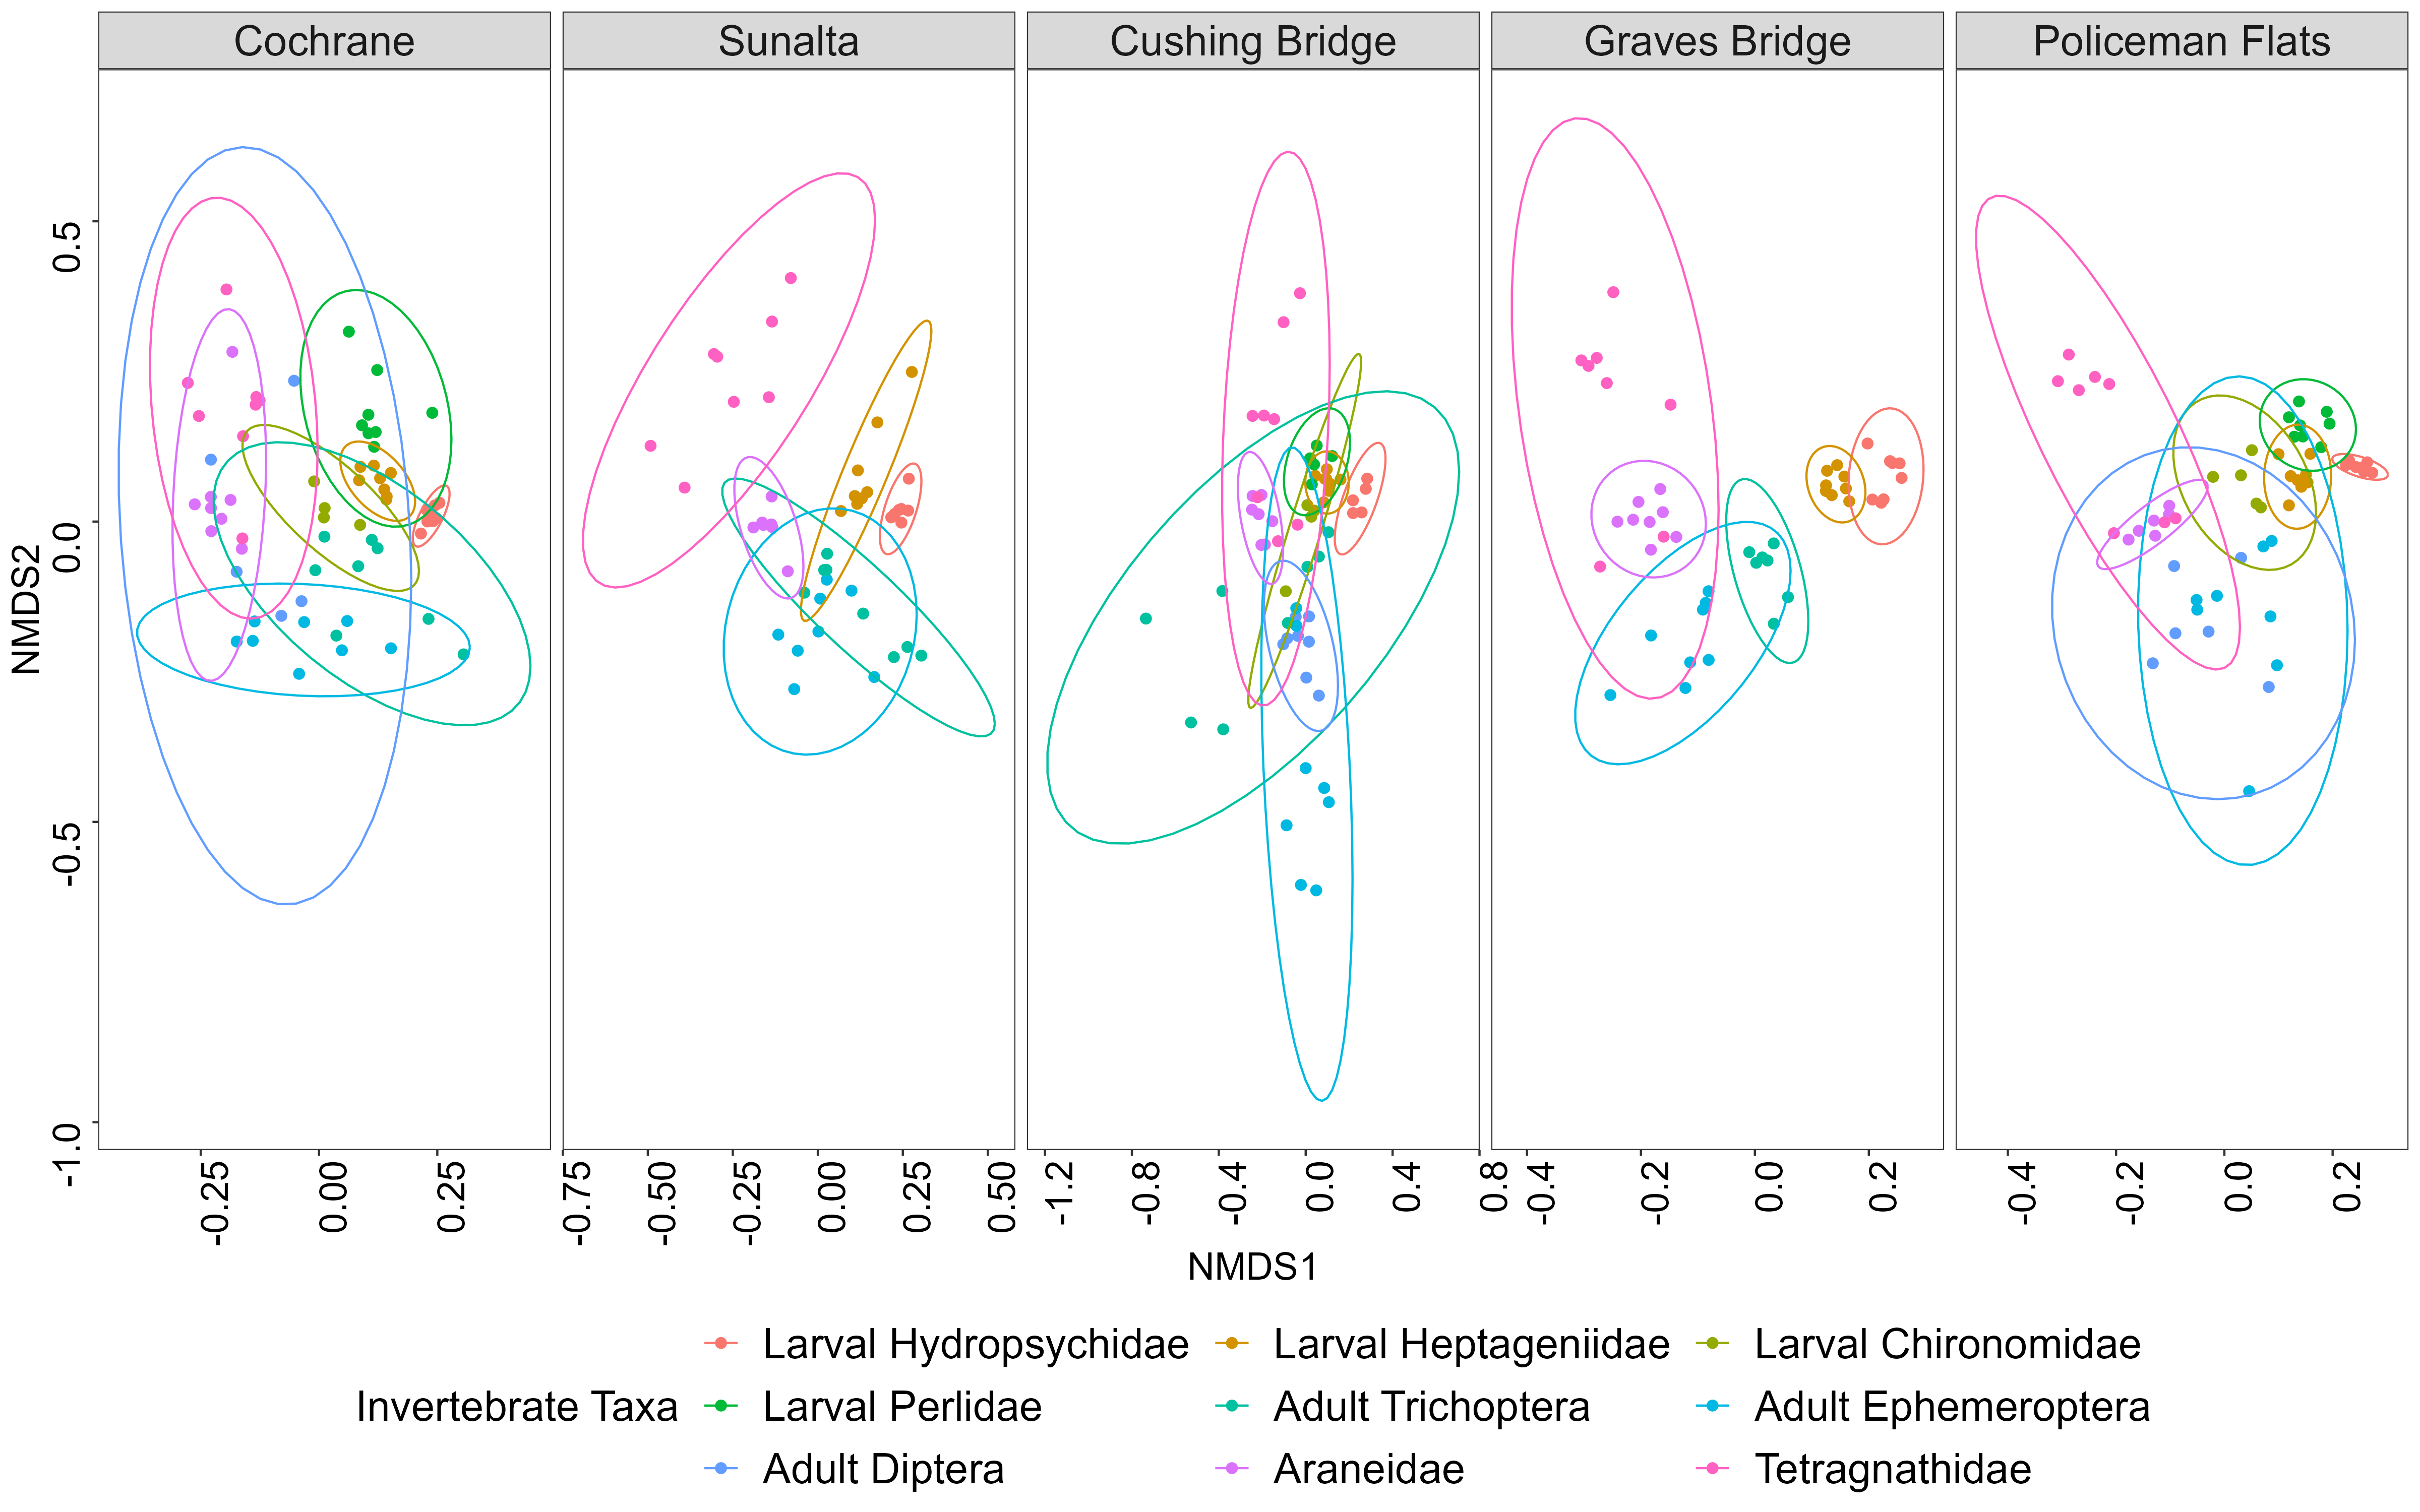 Cochrane Sunalta Cushing Bridge Graves Bridge Policeman Flats
NMDS2
0.5
0.0
-0.5
-1.0
-0.25 0.00 0.25 -0.75 -0.50 -0.25 0.00 0.25 0.50 -1.2 -0.8 -0.4 0.0 0.4 0.8 -0.4 -0.2 0.0 0.2 -0.4 -0.2 0.0 0.2
NMDS1
Larval Hydropsychidae Larval Heptageniidae Larval Chironomidae
Invertebrate Taxa Larval Perlidae Adult Trichoptera Adult Ephemeroptera
Adult Diptera Araneidae Tetragnathidae